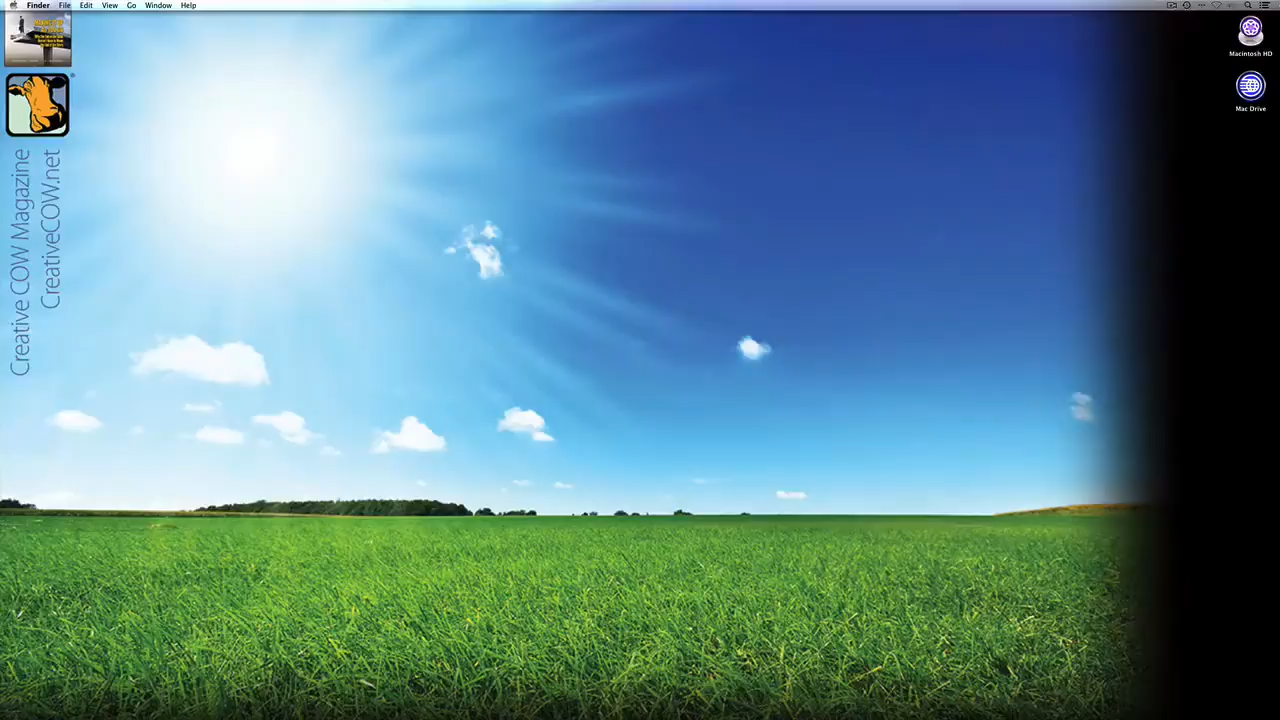 Finder File Edit View Go Window Help
Macintosh HD
Mac Drive
Creative COW Magazine
CreativeCOW.net